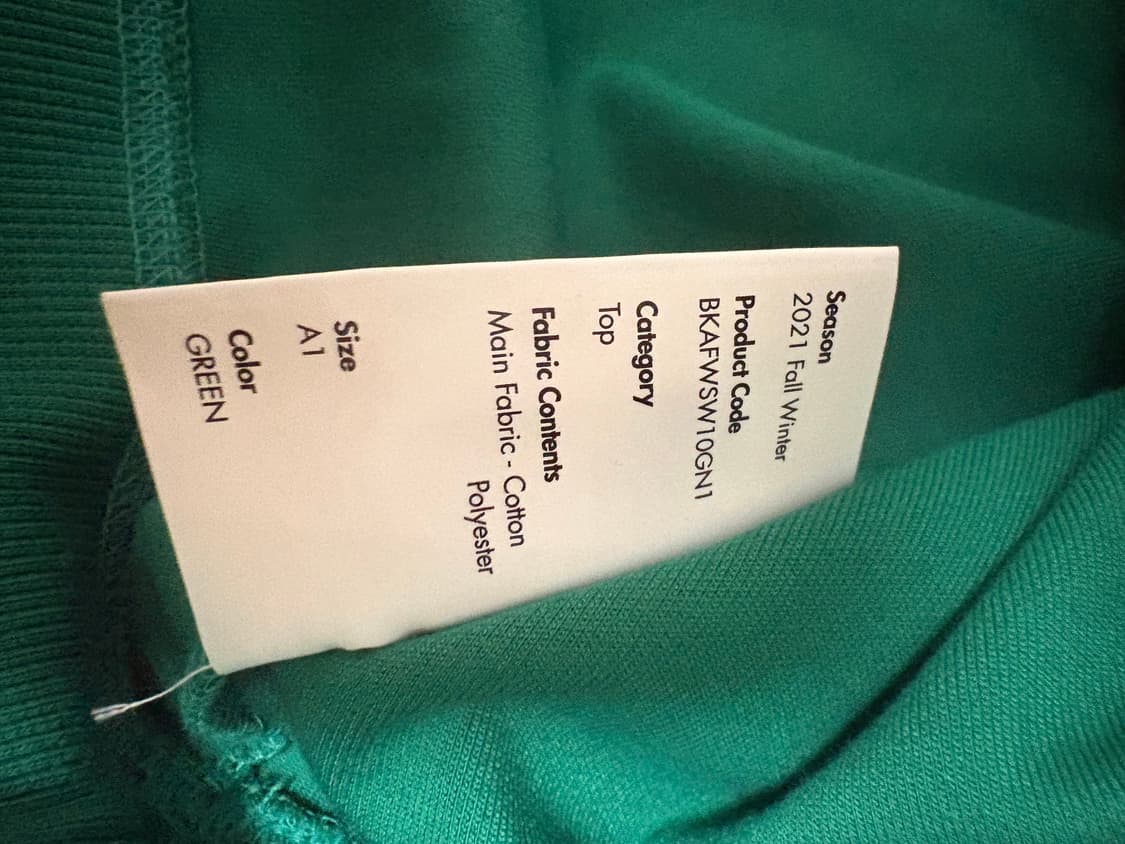 Season
2021 Fall Winter
Product Code
BKAFWSW10GN1
Category
Top
Fabric Contents
Main Fabric - Cotton
Polyester
Size
A1
Color
GREEN